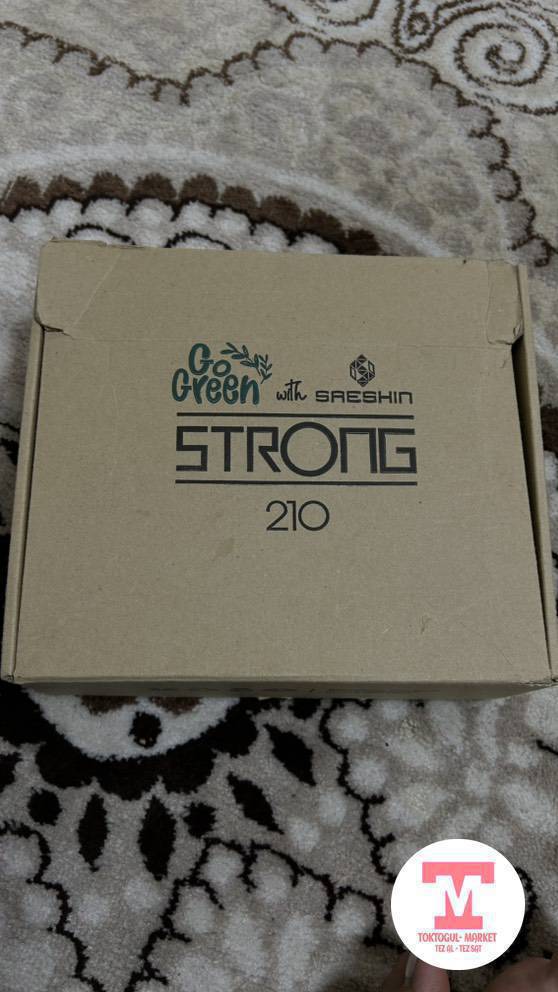 Go
Green with SAESHIN
STRONG
210
TOKTOGUL- MARKET
TEZ AL - TEZ SAT